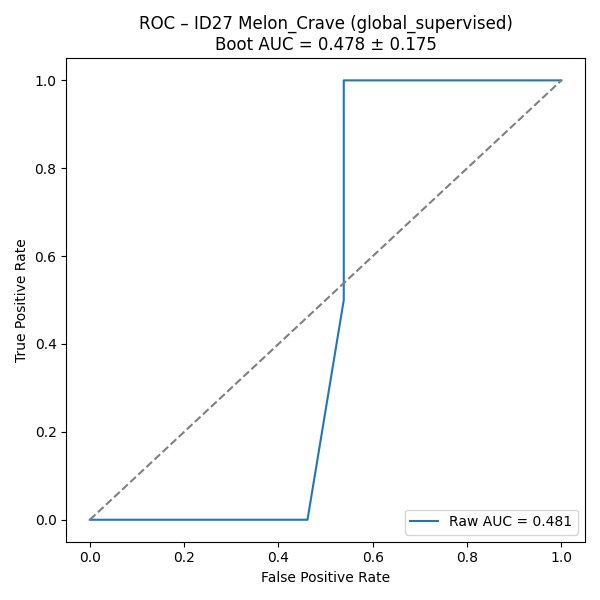 ROC – ID27 Melon_Crave (global_supervised)
Boot AUC = 0.478 ± 0.175
True Positive Rate
1.0
0.8
0.6
0.4
0.2
0.0
Raw AUC = 0.481
0.0 0.2 0.4 0.6 0.8 1.0
False Positive Rate